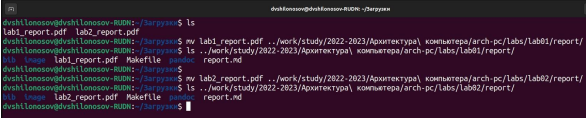 dvshilonosov@dvshilonosov-RUDN: ~/Загрузки
dvshilonosov@dvshilonosov-RUDN:~/Загрузки$ ls
lab1_report.pdf lab2_report.pdf
dvshilonosov@dvshilonosov-RUDN:~/Загрузки$ mv lab1_report.pdf ../work/study/2022-2023/Архитектура\ компьютера/arch-pc/labs/lab01/report/
dvshilonosov@dvshilonosov-RUDN:~/Загрузки$ ls ../work/study/2022-2023/Архитектура\ компьютера/arch-pc/labs/lab01/report/
bib image lab1_report.pdf Makefile pandoc report.md
dvshilonosov@dvshilonosov-RUDN:~/Загрузки$
dvshilonosov@dvshilonosov-RUDN:~/Загрузки$ mv lab2_report.pdf ../work/study/2022-2023/Архитектура\ компьютера/arch-pc/labs/lab02/report/
dvshilonosov@dvshilonosov-RUDN:~/Загрузки$ ls ../work/study/2022-2023/Архитектура\ компьютера/arch-pc/labs/lab02/report/
bib image lab2_report.pdf Makefile pandoc report.md
dvshilonosov@dvshilonosov-RUDN:~/Загрузки$